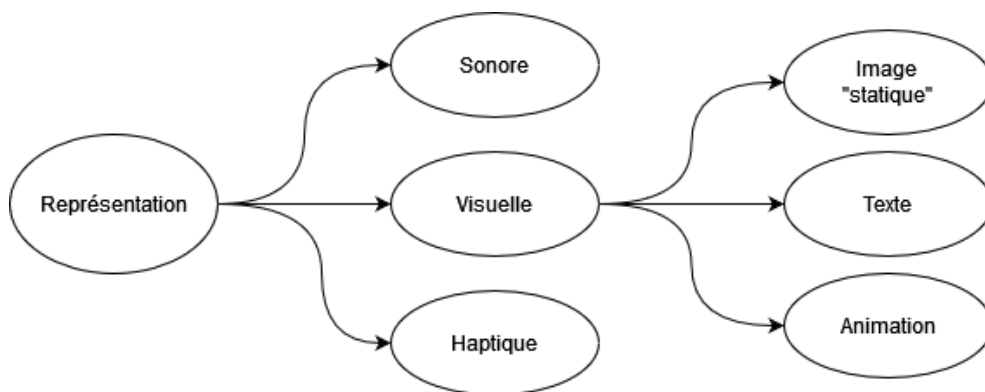 Représentation
Sonore
Visuelle
Haptique
Image
"statique"
Texte
Animation